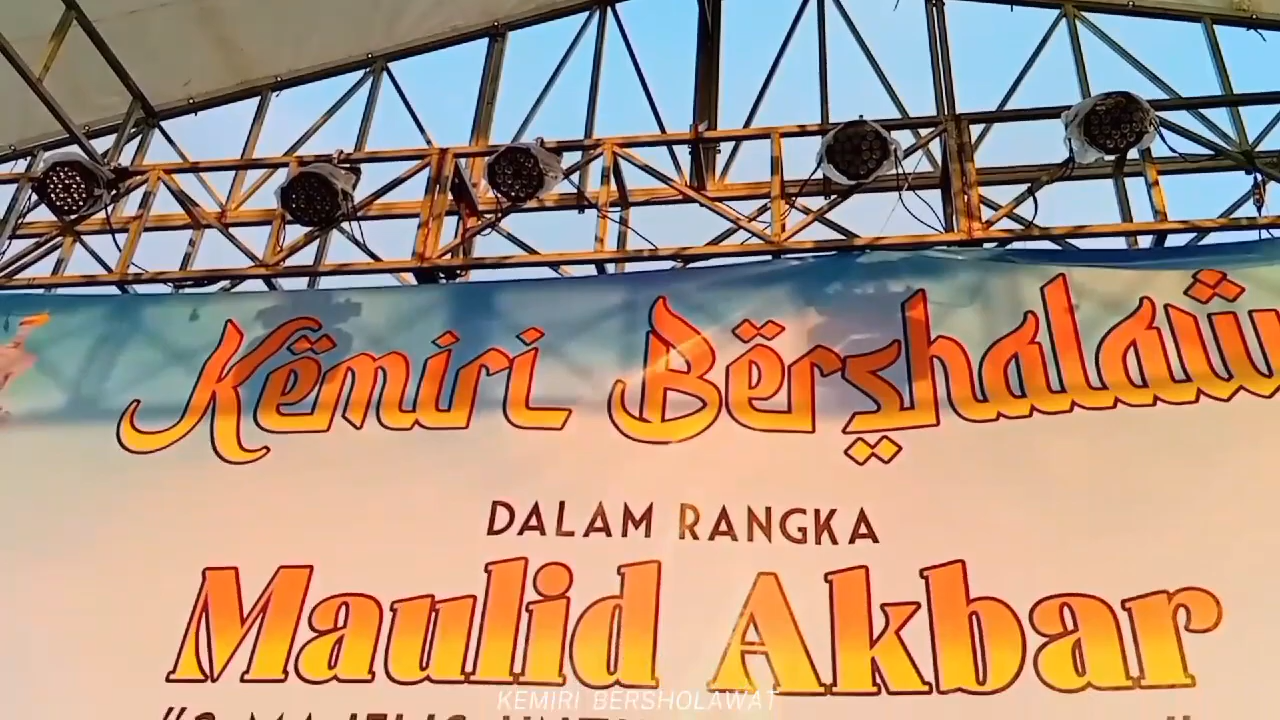 Kemiri Bershalaw
DALAM RANGKA
Maulid Akbar
KEMIRI BERSHOLAWAT